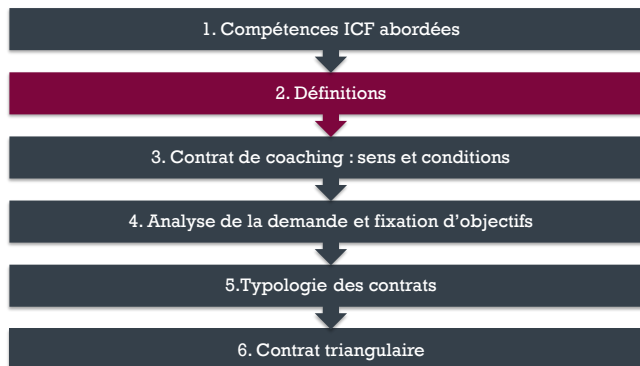 1. Compétences ICF abordées
2. Définitions
3. Contrat de coaching : sens et conditions
4. Analyse de la demande et fixation d’objectifs
5.Typologie des contrats
6. Contrat triangulaire